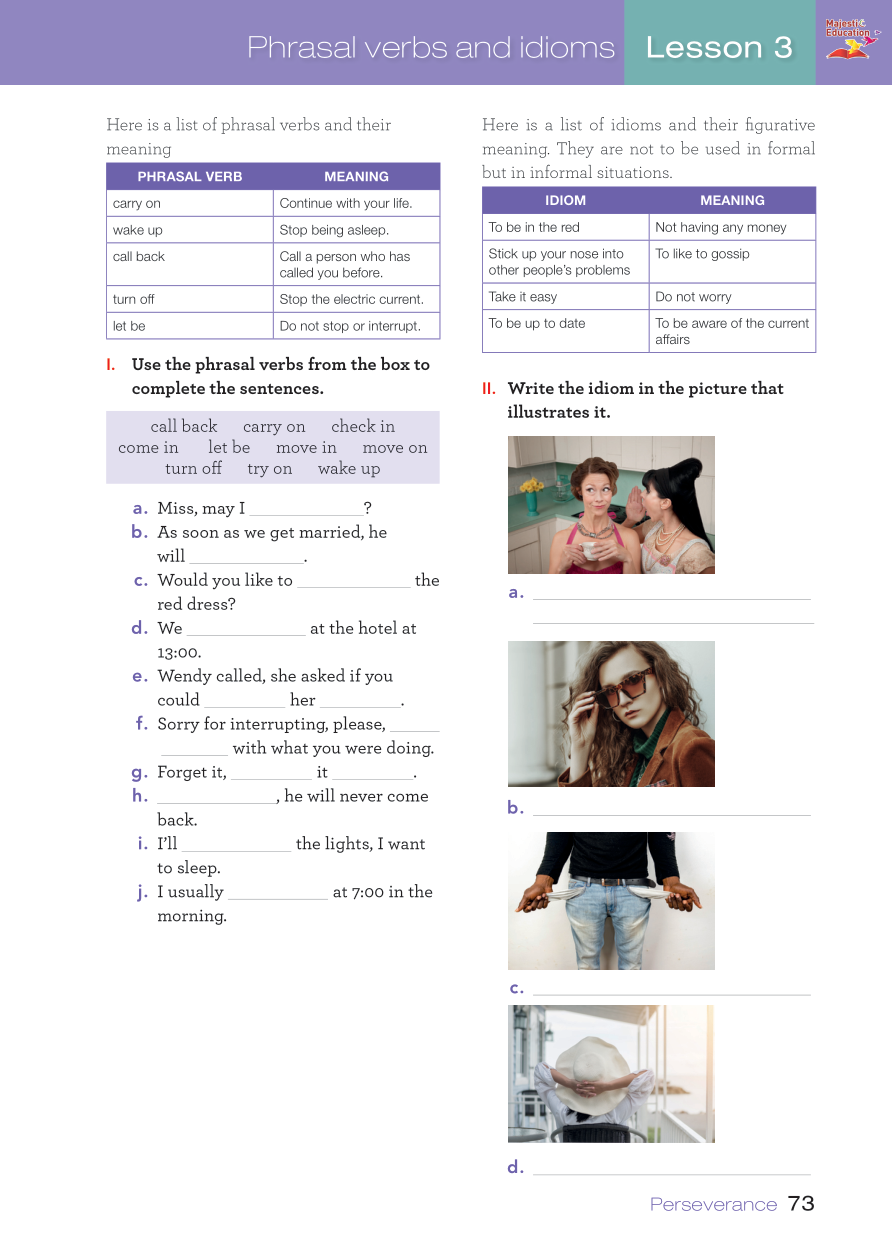 Phrasal verbs and idioms Lesson 3
Majestic Education
Here is a list of phrasal verbs and their
meaning
PHRASAL VERB MEANING
carry on Continue with your life.
wake up Stop being asleep.
call back Call a person who has
called you before.
turn off Stop the electric current.
let be Do not stop or interrupt.
I. Use the phrasal verbs from the box to
complete the sentences.
call back carry on check in
come in let be move in move on
turn off try on wake up
a. Miss, may I ____________?
b. As soon as we get married, he
will ____________.
c. Would you like to ____________ the
red dress?
d. We ____________ at the hotel at
13:00.
e. Wendy called, she asked if you
could ________ her ________.
f. Sorry for interrupting, please, _____
_______ with what you were doing.
g. Forget it, ________ it ________.
h. ____________, he will never come
back.
i. I’ll ___________ the lights, I want
to sleep.
j. I usually __________ at 7:00 in the
morning.
Here is a list of idioms and their figurative
meaning. They are not to be used in formal
but in informal situations.
IDIOM MEANING
To be in the red Not having any money
Stick up your nose into To like to gossip
other people’s problems
Take it easy Do not worry
To be up to date To be aware of the current
affairs
II. Write the idiom in the picture that
illustrates it.
a.
b.
c.
d.
Perseverance 73